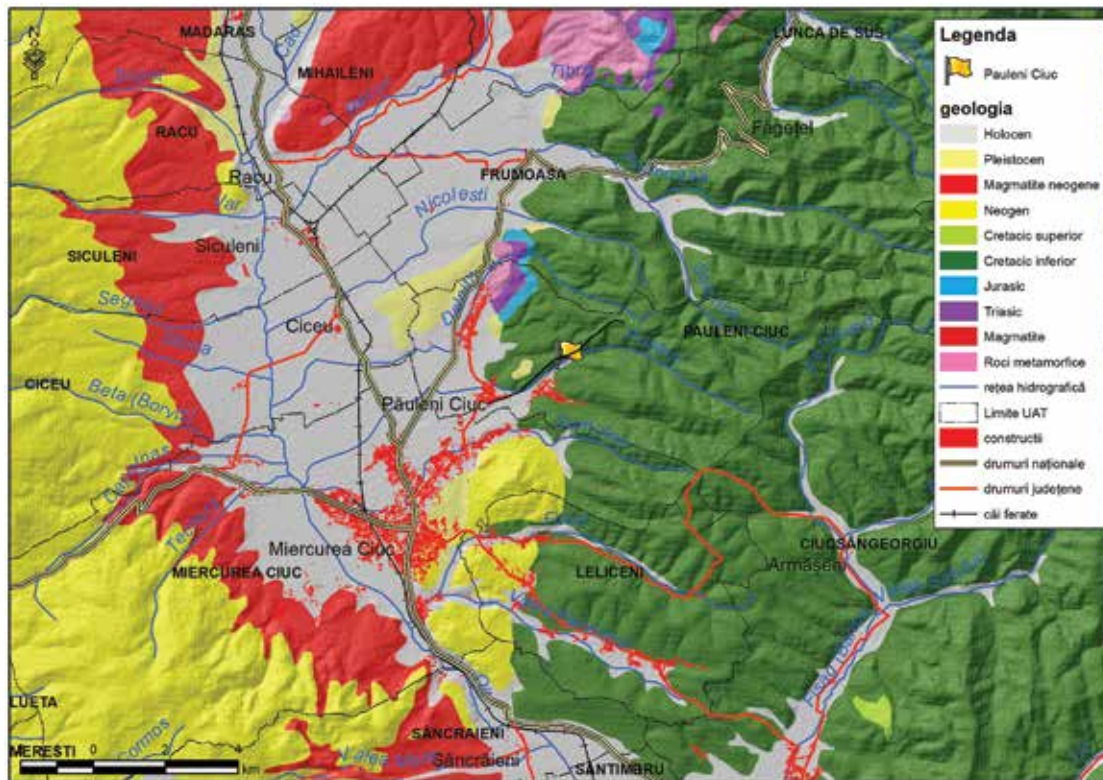 N
MADARAS
Cad
MIHAILENI
LUNCA DE SUS
RACU
Racu
Făgețel
FRUMOASA
Nicolesti
Siculeni
SICULENI
Ciceu
PAULENI CIUC
CICEU
Beta (Borviz)
Păuleni Ciuc
Miercurea Ciuc
MIERCUREA CIUC
LELICENI
CIUCSANGEORGIU
Armășeni
LUETA
MERESTI
SÂNCRAIENI
Sâncrăieni
SANTIMBRU
0 2 4
km
Legenda
Pauleni Ciuc
geologia
Holocen
Pleistocen
Magmatite neogene
Neogen
Cretacic superior
Cretacic inferior
Jurasic
Triasic
Magmatite
Roci metamorfice
rețea hidrografică
Limite UAT
constructii
drumuri naționale
drumuri județene
căi ferate